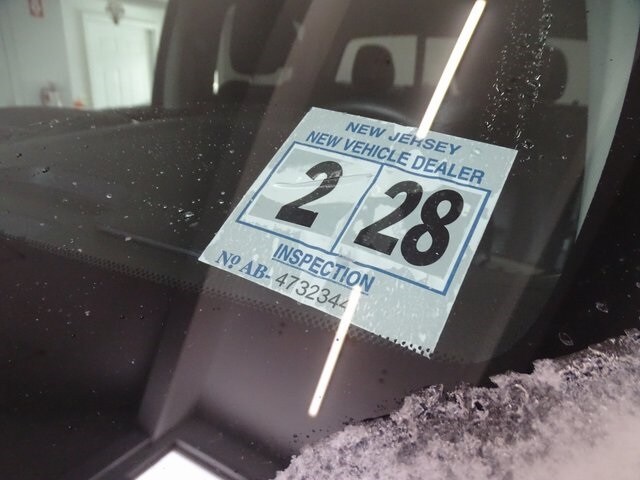 NEW JERSEY
NEW VEHICLE DEALER
2 28
INSPECTION
Nº AB- 4732344